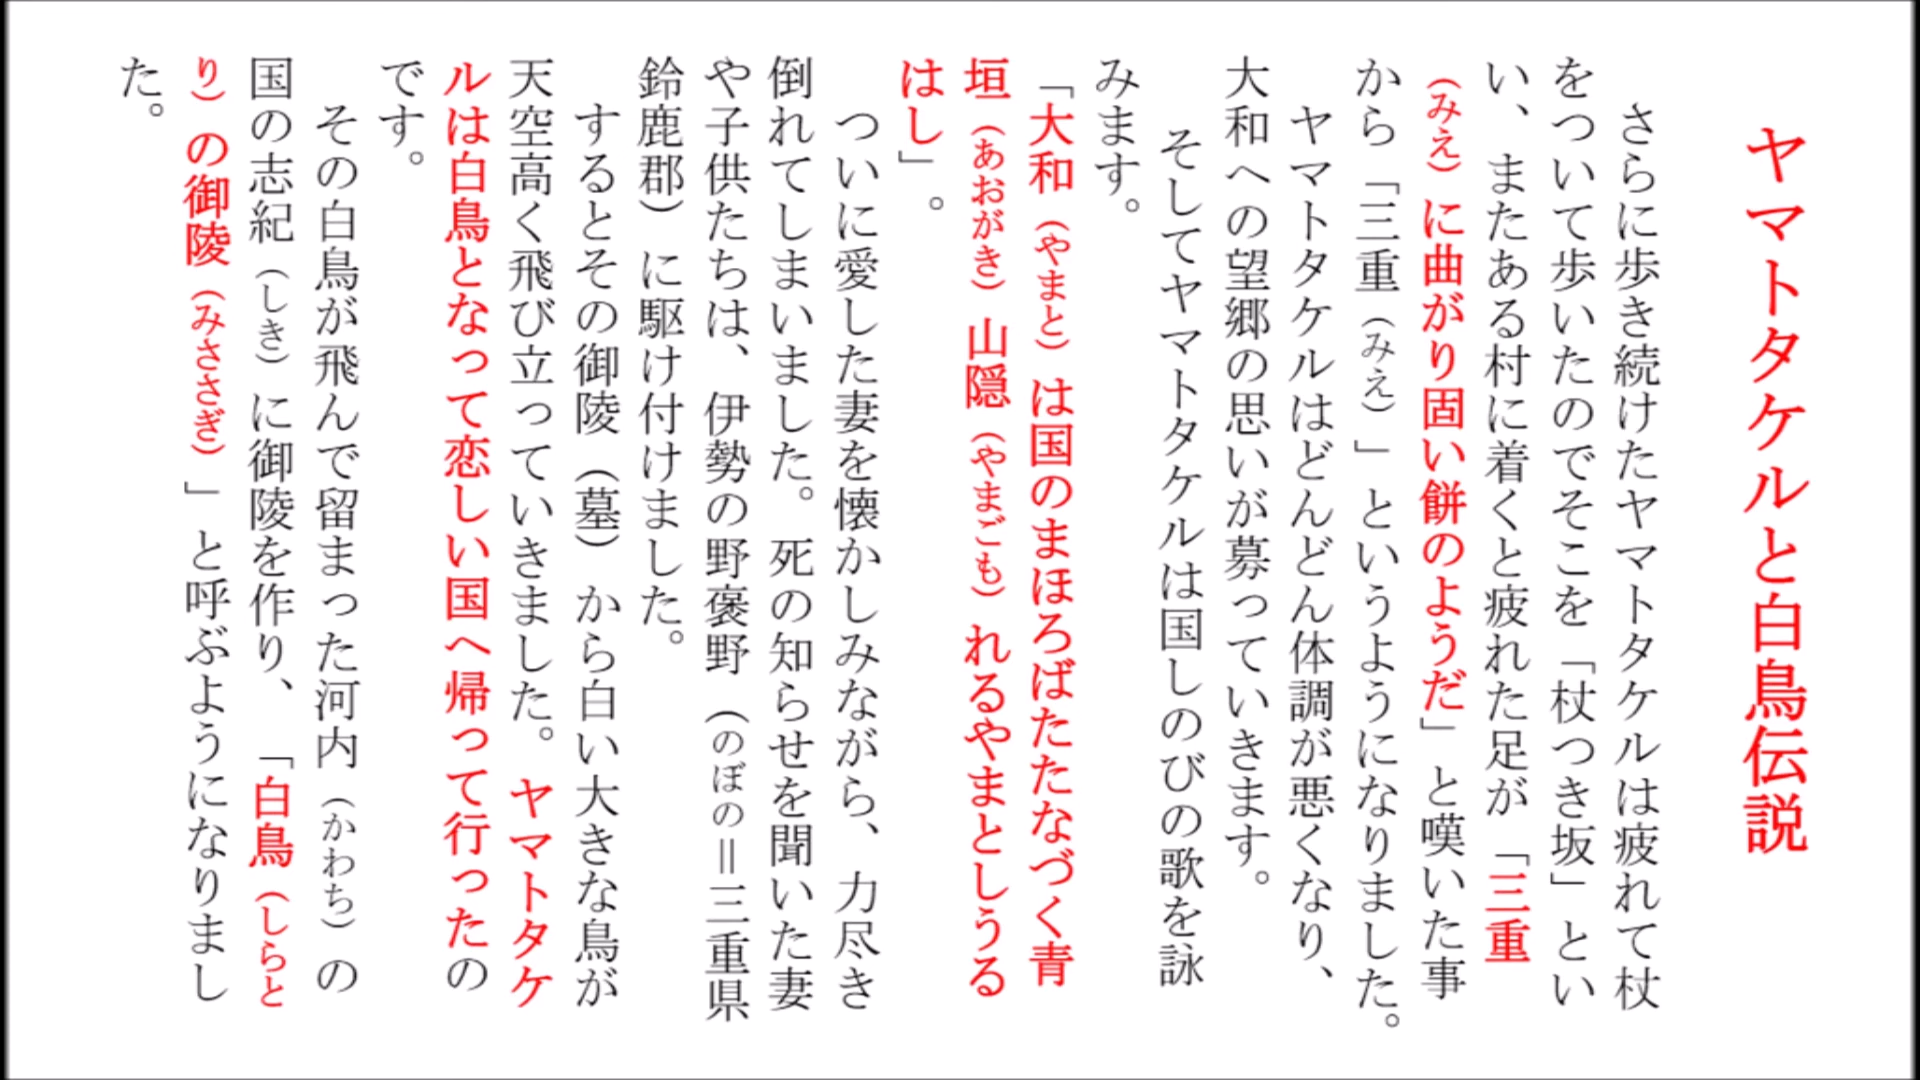 ヤマトタケルと白鳥伝説
さらに歩き続けたヤマトタケルは疲れて杖
をついて歩いたのでそこを「杖つき坂」とい
い、またある村に着くと疲れた足が「三重
（みえ）に曲がり固い餅のようだ」と嘆いた事
から「三重（みえ）」というようになりました。
ヤマトタケルはどんどん体調が悪くなり、
大和への望郷の思いが募っていきます。
そしてヤマトタケルは国しのびの歌を詠
みます。
「大和（やまと）は国のまほろばたたなづく青
垣（あおがき）山隠（やまごも）れるやまとしうる
はし」。
ついに愛した妻を懐かしみながら、力尽き
倒れてしまいました。死の知らせを聞いた妻
や子供たちは、伊勢の野褒野（のぼの＝三重県
鈴鹿郡）に駆け付けました。
するとその御陵（墓）から白い大きな鳥が
天空高く飛び立っていきました。ヤマトタケ
ルは白鳥となって恋しい国へ帰って行ったの
です。
その白鳥が飛んで留まった河内（かわち）の
国の志紀（しき）に御陵を作り、「白鳥（しらと
り）の御陵（みささぎ）」と呼ぶようになりまし
た。